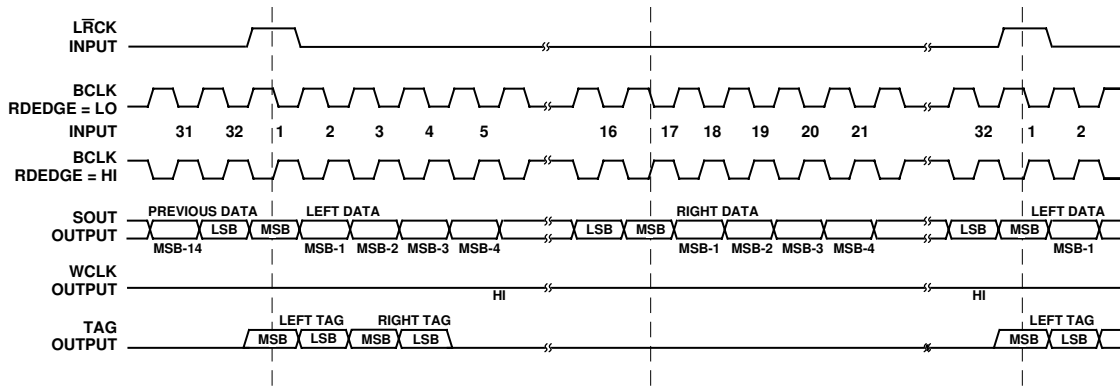 LR̅CK
INPUT
BCLK
RDEDGE = LO
INPUT 31 32 1 2 3 4 5 16 17 18 19 20 21 32 1 2
BCLK
RDEDGE = HI
SOUT
OUTPUT
PREVIOUS DATA LEFT DATA RIGHT DATA LEFT DATA
LSB MSB LSB MSB LSB MSB
MSB-14 MSB-1 MSB-2 MSB-3 MSB-4 MSB-1 MSB-2 MSB-3 MSB-4 MSB-1
WCLK
OUTPUT
HI HI
TAG
OUTPUT
LEFT TAG RIGHT TAG LEFT TAG
MSB LSB MSB LSB MSB LSB